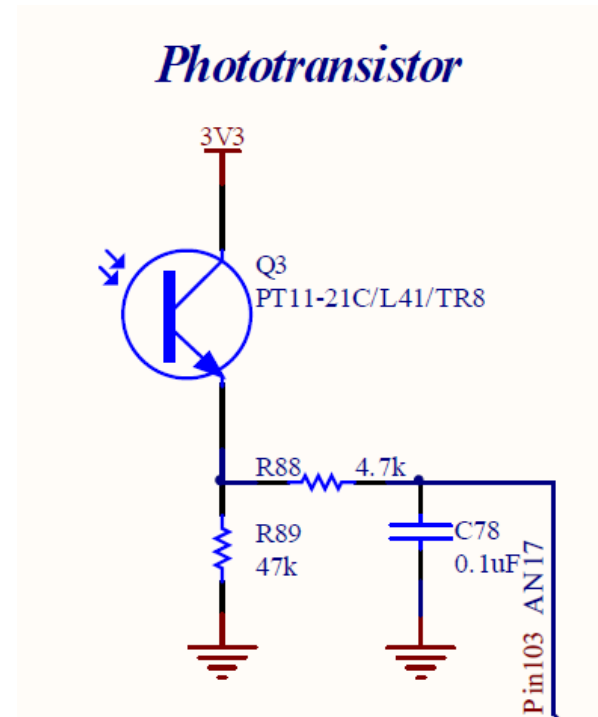 Phototransistor
3V3
Q3
PT11-21C/L41/TR8
R88 4.7k
R89
47k
C78
0.1uF
Pin103 AN17